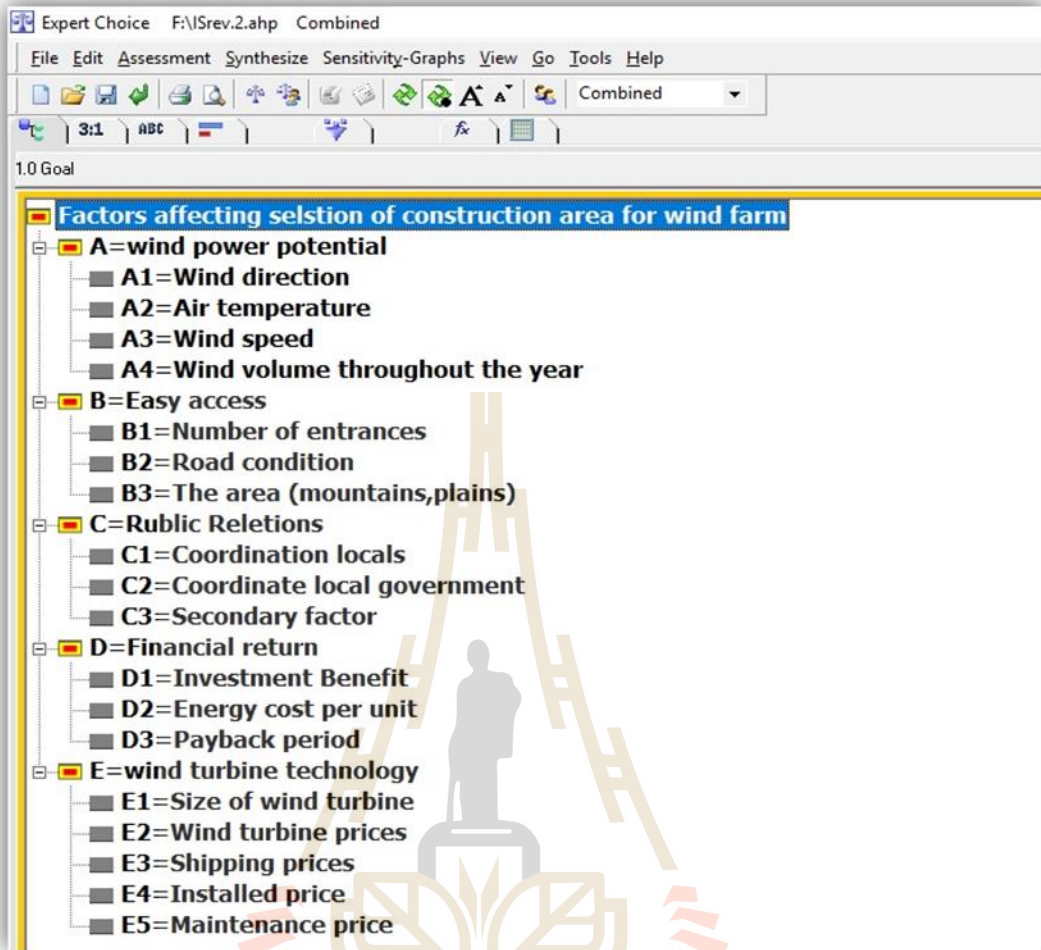 Expert Choice F:\ISrev.2.ahp Combined
File Edit Assessment Synthesize Sensitivity-Graphs View Go Tools Help
A A Combined
3:1 ABC fx
1.0 Goal
Factors affecting selstion of construction area for wind farm
A=wind power potential
A1=Wind direction
A2=Air temperature
A3=Wind speed
A4=Wind volume throughout the year
B=Easy access
B1=Number of entrances
B2=Road condition
B3=The area (mountains,plains)
C=Rublic Reletions
C1=Coordination locals
C2=Coordinate local government
C3=Secondary factor
D=Financial return
D1=Investment Benefit
D2=Energy cost per unit
D3=Payback period
E=wind turbine technology
E1=Size of wind turbine
E2=Wind turbine prices
E3=Shipping prices
E4=Installed price
E5=Maintenance price